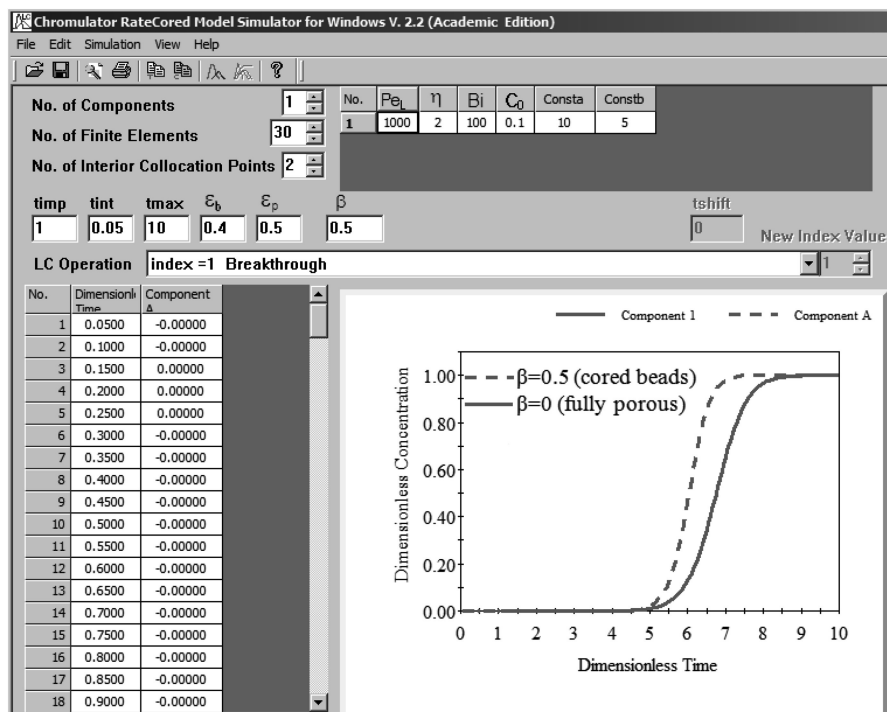 Chromulator RateCored Model Simulator for Windows V. 2.2 (Academic Edition)
File Edit Simulation View Help
No. of Components 1
No. of Finite Elements 30
No. of Interior Collocation Points 2
No. PeL η Bi C0 Consta Constb
1 1000 2 100 0.1 10 5
timp tint tmax εb εp β tshift
1 0.05 10 0.4 0.5 0.5 0
New Index Value
LC Operation index =1 Breakthrough 1
No. Dimensionl Time Component A
1 0.0500 -0.00000
2 0.1000 -0.00000
3 0.1500 0.00000
4 0.2000 0.00000
5 0.2500 0.00000
6 0.3000 -0.00000
7 0.3500 -0.00000
8 0.4000 -0.00000
9 0.4500 -0.00000
10 0.5000 -0.00000
11 0.5500 -0.00000
12 0.6000 -0.00000
13 0.6500 -0.00000
14 0.7000 -0.00000
15 0.7500 -0.00000
16 0.8000 -0.00000
17 0.8500 -0.00000
18 0.9000 -0.00000
Component 1 Component A
β=0.5 (cored beads)
β=0 (fully porous)
Dimensionless Concentration
1.00
0.80
0.60
0.40
0.20
0.00
0 1 2 3 4 5 6 7 8 9 10
Dimensionless Time